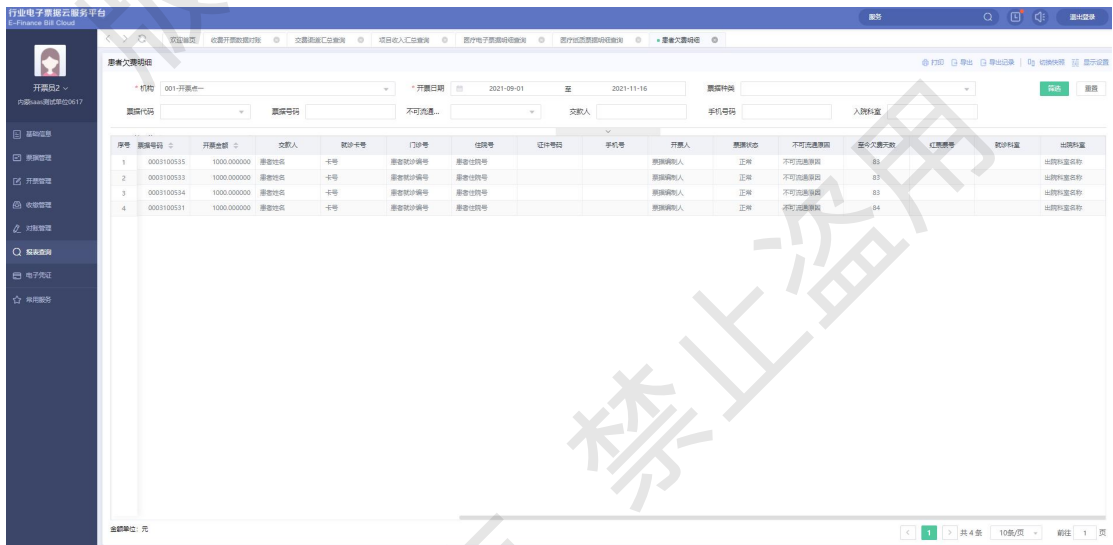 行业电子票据云服务平台
E-Finance Bill Cloud
服务
退出登录
欢迎首页 收费开票数据对账 交费渠道汇总查询 项目收入汇总查询 医疗电子票据明细查询 医疗纸质票据明细查询 患者欠费明细
患者欠费明细
打印 导出 导出记录 切换快照 显示设置
开票员2
内蒙saas测试单位0617
* 机构 001-开票点一 * 开票日期 2021-09-01 至 2021-11-16 票据种类 筛选 重置
票据代码 票据号码 不可流通... 交款人 手机号码 入院科室
基础信息
票据管理
开票管理
收缴管理
对账管理
报表查询
电子凭证
常用服务
序号 票据号码 开票金额 交款人 就诊卡号 门诊号 住院号 证件号码 手机号 开票人 票据状态 不可流通原因 至今欠费天数 红票票号 就诊科室 出院科室
1 0003100535 1000.000000 患者姓名 卡号 患者就诊编号 患者住院号 票据编制人 正常 不可流通原因 83 出院科室名称
2 0003100533 1000.000000 患者姓名 卡号 患者就诊编号 患者住院号 票据编制人 正常 不可流通原因 83 出院科室名称
3 0003100534 1000.000000 患者姓名 卡号 患者就诊编号 患者住院号 票据编制人 正常 不可流通原因 83 出院科室名称
4 0003100531 1000.000000 患者姓名 卡号 患者就诊编号 患者住院号 票据编制人 正常 不可流通原因 84 出院科室名称
禁止盗用
金额单位：元
1 共 4 条 10条/页 前往 1 页